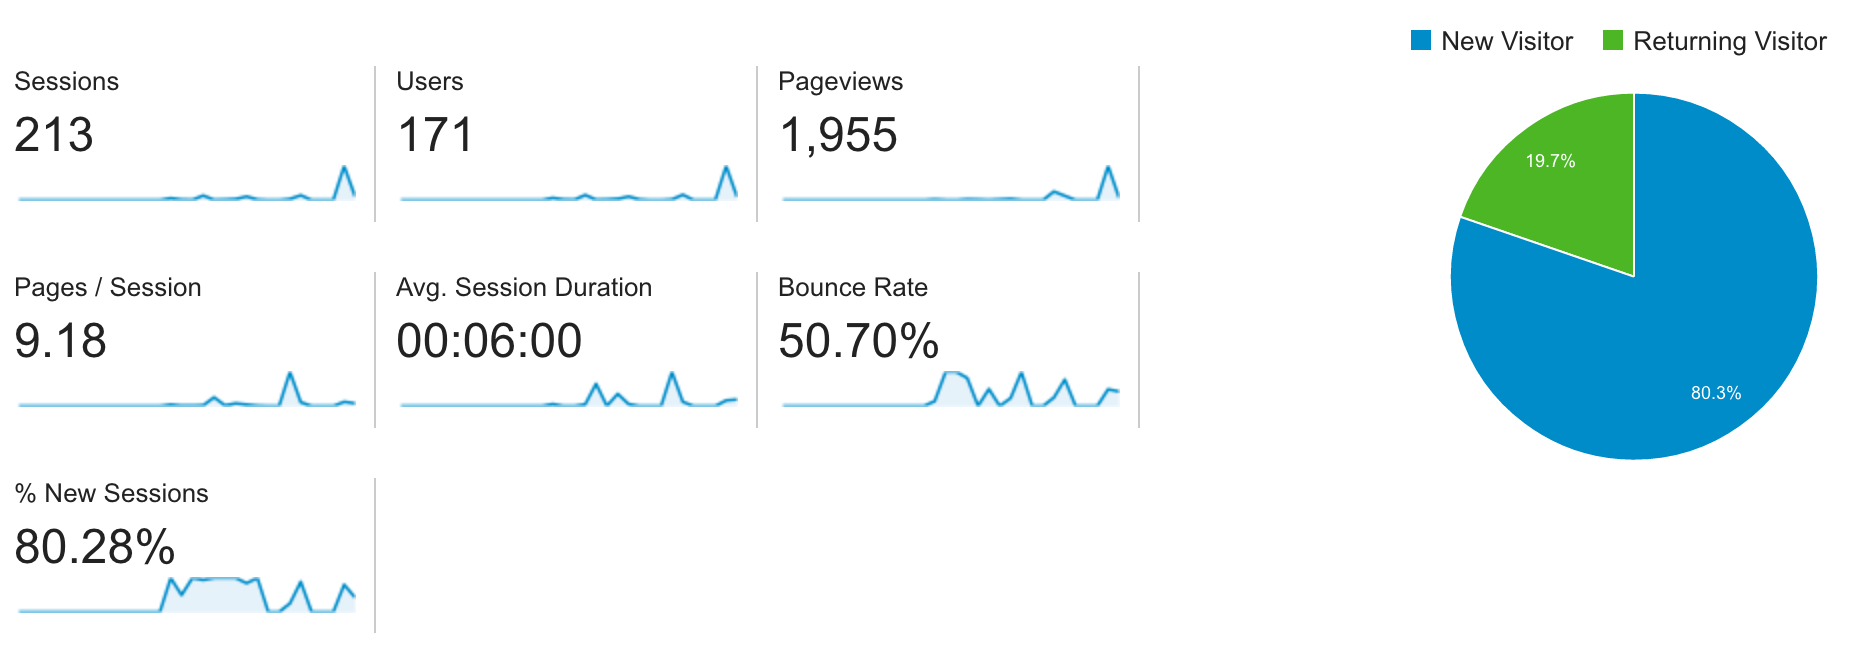 New Visitor Returning Visitor
Sessions
213
Users
171
Pageviews
1,955
Pages / Session
9.18
Avg. Session Duration
00:06:00
Bounce Rate
50.70%
% New Sessions
80.28%
19.7%
80.3%